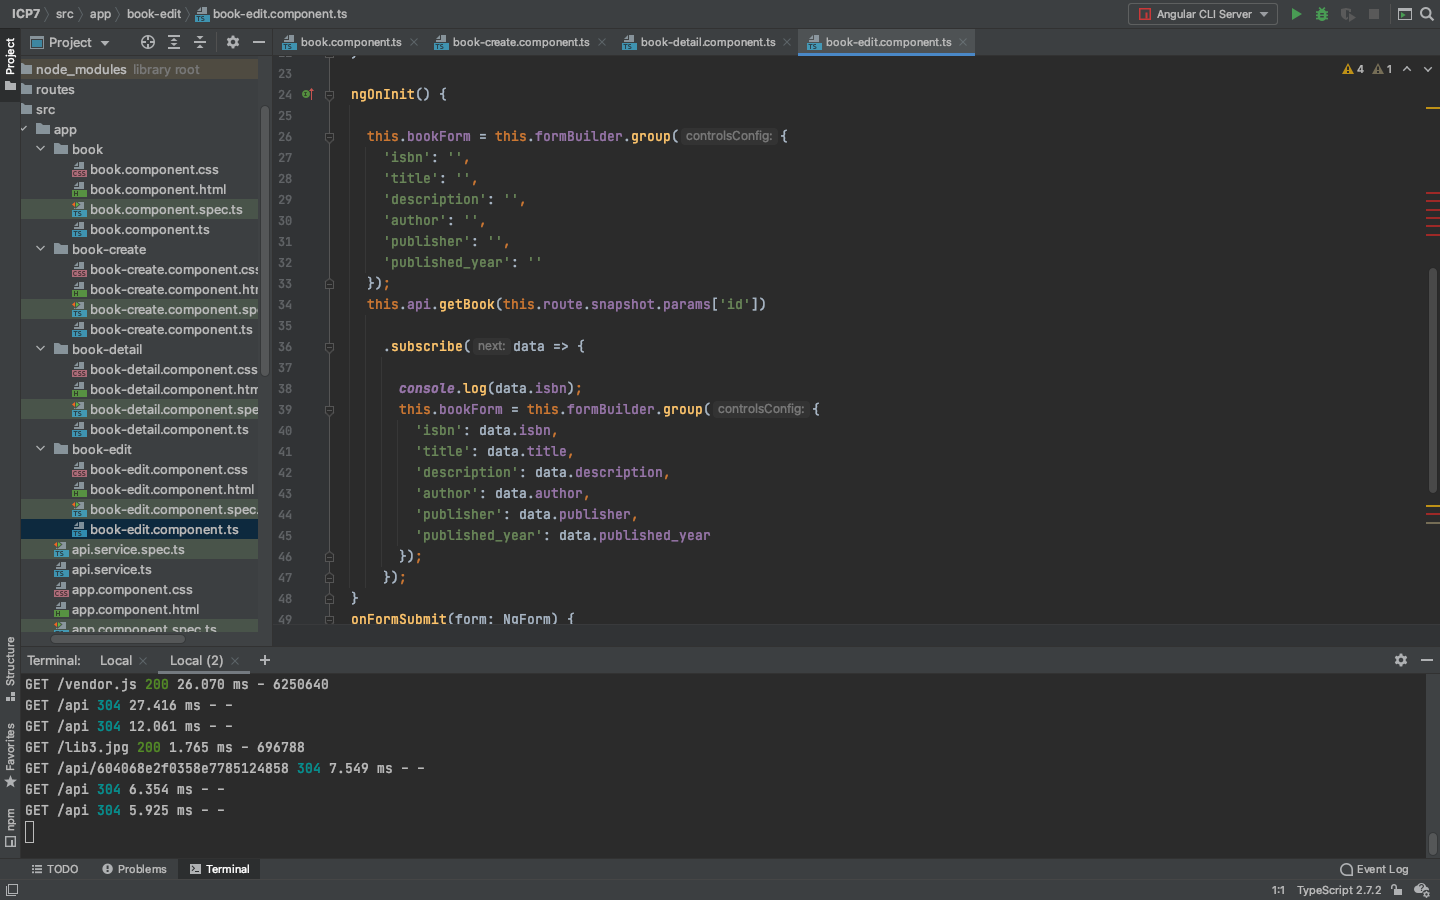 ICP7 src app book-edit book-edit.component.ts Angular CLI Server
Project
Project
book.component.ts book-create.component.ts book-detail.component.ts book-edit.component.ts
node_modules library root
routes
src
app
book
book.component.css
book.component.html
book.component.spec.ts
book.component.ts
book-create
book-create.component.css
book-create.component.htm
book-create.component.spe
book-create.component.ts
book-detail
book-detail.component.css
book-detail.component.htm
book-detail.component.spe
book-detail.component.ts
book-edit
book-edit.component.css
book-edit.component.html
book-edit.component.spec.
book-edit.component.ts
api.service.spec.ts
api.service.ts
app.component.css
app.component.html
app.component.spec.ts
4 1
23
24 ngOnInit() {
25
26 this.bookForm = this.formBuilder.group( controlsConfig: {
27 'isbn': '',
28 'title': '',
29 'description': '',
30 'author': '',
31 'publisher': '',
32 'published_year': ''
33 });
34 this.api.getBook(this.route.snapshot.params['id'])
35
36 .subscribe( next: data => {
37
38 console.log(data.isbn);
39 this.bookForm = this.formBuilder.group( controlsConfig: {
40 'isbn': data.isbn,
41 'title': data.title,
42 'description': data.description,
43 'author': data.author,
44 'publisher': data.publisher,
45 'published_year': data.published_year
46 });
47 });
48 }
49 onFormSubmit(form: NgForm) {
Structure
Favorites
npm
Terminal: Local Local (2)
GET /vendor.js 200 26.070 ms - 6250640
GET /api 304 27.416 ms - -
GET /api 304 12.061 ms - -
GET /lib3.jpg 200 1.765 ms - 696788
GET /api/604068e2f0358e7785124858 304 7.549 ms - -
GET /api 304 6.354 ms - -
GET /api 304 5.925 ms - -
TODO Problems Terminal Event Log
1:1 TypeScript 2.7.2